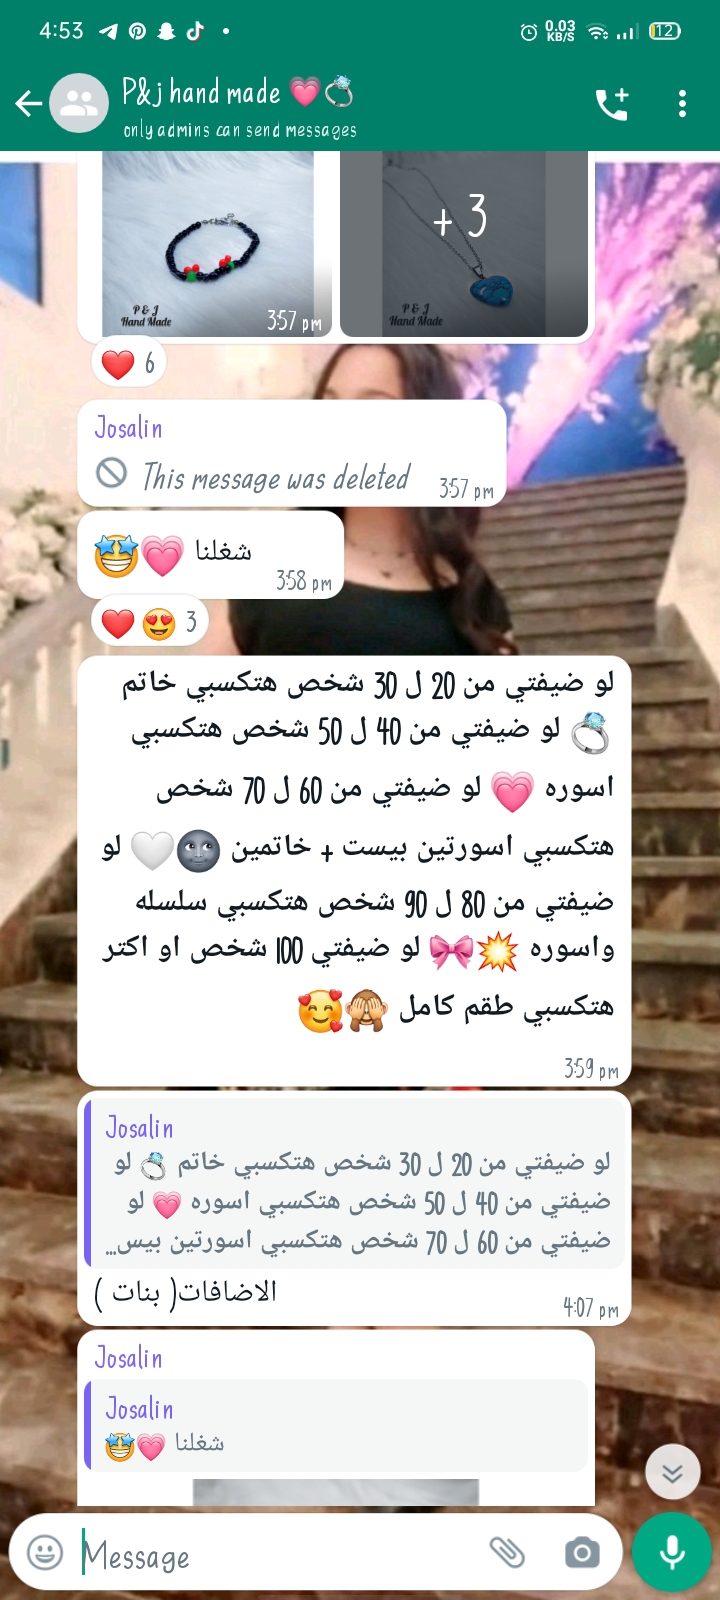 4:53
0.03
KB/S
12
P&j hand made 💗💍
only admins can send messages
+ 3
P & J
Hand Made
3:57 pm
P & J
Hand Made
❤️ 6
Josalin
This message was deleted
3:57 pm
شغلنا 💗🤩
3:58 pm
❤️😍 3
لو ضيفتي من 20 ل 30 شخص هتكسبي خاتم
💍 لو ضيفتي من 40 ل 50 شخص هتكسبي
اسوره 💗 لو ضيفتي من 60 ل 70 شخص
هتكسبي اسورتين بيست + خاتمين 🌚🤍 لو
ضيفتي من 80 ل 90 شخص هتكسبي سلسله
واسوره 💥🎀 لو ضيفتي 100 شخص او اكتر
هتكسبي طقم كامل 🙈🥰
3:59 pm
Josalin
لو ضيفتي من 20 ل 30 شخص هتكسبي خاتم 💍 لو
ضيفتي من 40 ل 50 شخص هتكسبي اسوره 💗 لو
ضيفتي من 60 ل 70 شخص هتكسبي اسورتين بيس...
الاضافات( بنات )
4:07 pm
Josalin
Josalin
شغلنا 💗🤩
Message